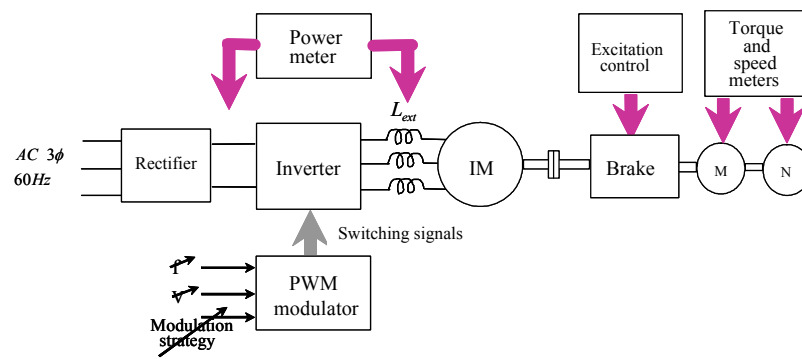 Power
meter
Excitation
control
Torque
and
speed
meters
L_ext
AC 3ϕ
60Hz
Rectifier
Inverter
IM
Brake
M
N
Switching signals
f
v
Modulation
strategy
PWM
modulator